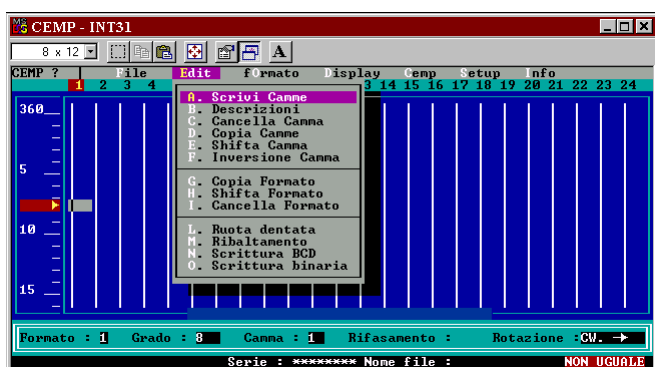 CEMP - INT31
8 x 12
A
CEMP ? File Edit fOrmato Display Cemp Setup Info
1 2 3 4 3 14 15 16 17 18 19 20 21 22 23 24
A. Scrivi Camme
B. Descrizioni
C. Cancella Camma
D. Copia Camme
E. Shifta Camma
F. Inversione Camma
G. Copia Formato
H. Shifta Formato
I. Cancella Formato
L. Ruota dentata
M. Ribaltamento
N. Scrittura BCD
O. Scrittura binaria
360
5
10
15
Formato : 1 Grado : 8 Camma : 1 Rifasamento : Rotazione :CW. →
Serie : ******** Nome file : NON UGUALE